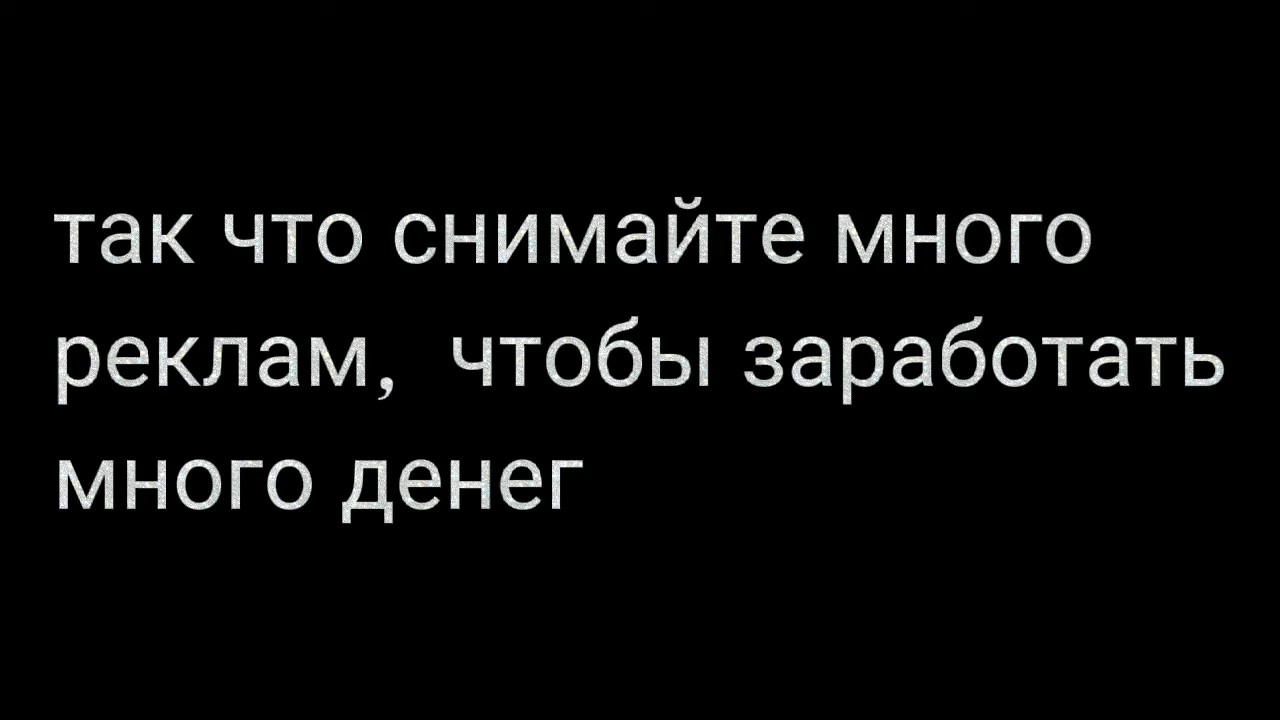 так что снимайте много
реклам,  чтобы заработать
много денег